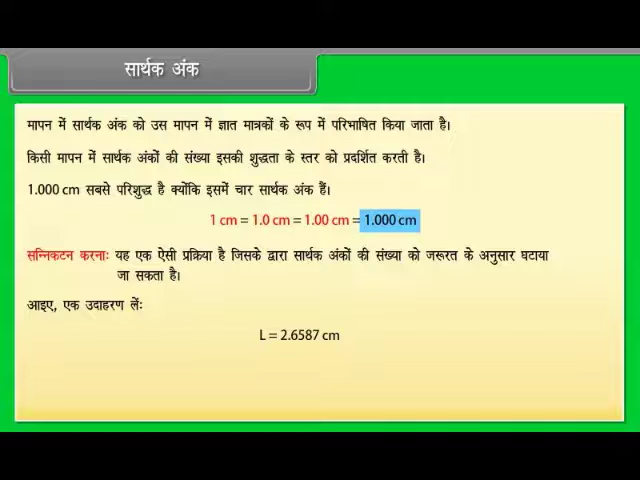 सार्थक अंक
मापन में सार्थक अंक को उस मापन में ज्ञात मात्रकों के रूप में परिभाषित किया जाता है।
किसी मापन में सार्थक अंकों की संख्या इसकी शुद्धता के स्तर को प्रदर्शित करती है।
1.000 cm सबसे परिशुद्ध है क्योंकि इसमें चार सार्थक अंक हैं।
1 cm = 1.0 cm = 1.00 cm = 1.000 cm
सन्निकटन करनाः यह एक ऐसी प्रक्रिया है जिसके द्वारा सार्थक अंकों की संख्या को जरूरत के अनुसार घटाया
जा सकता है।
आइए, एक उदाहरण लेंः
L = 2.6587 cm